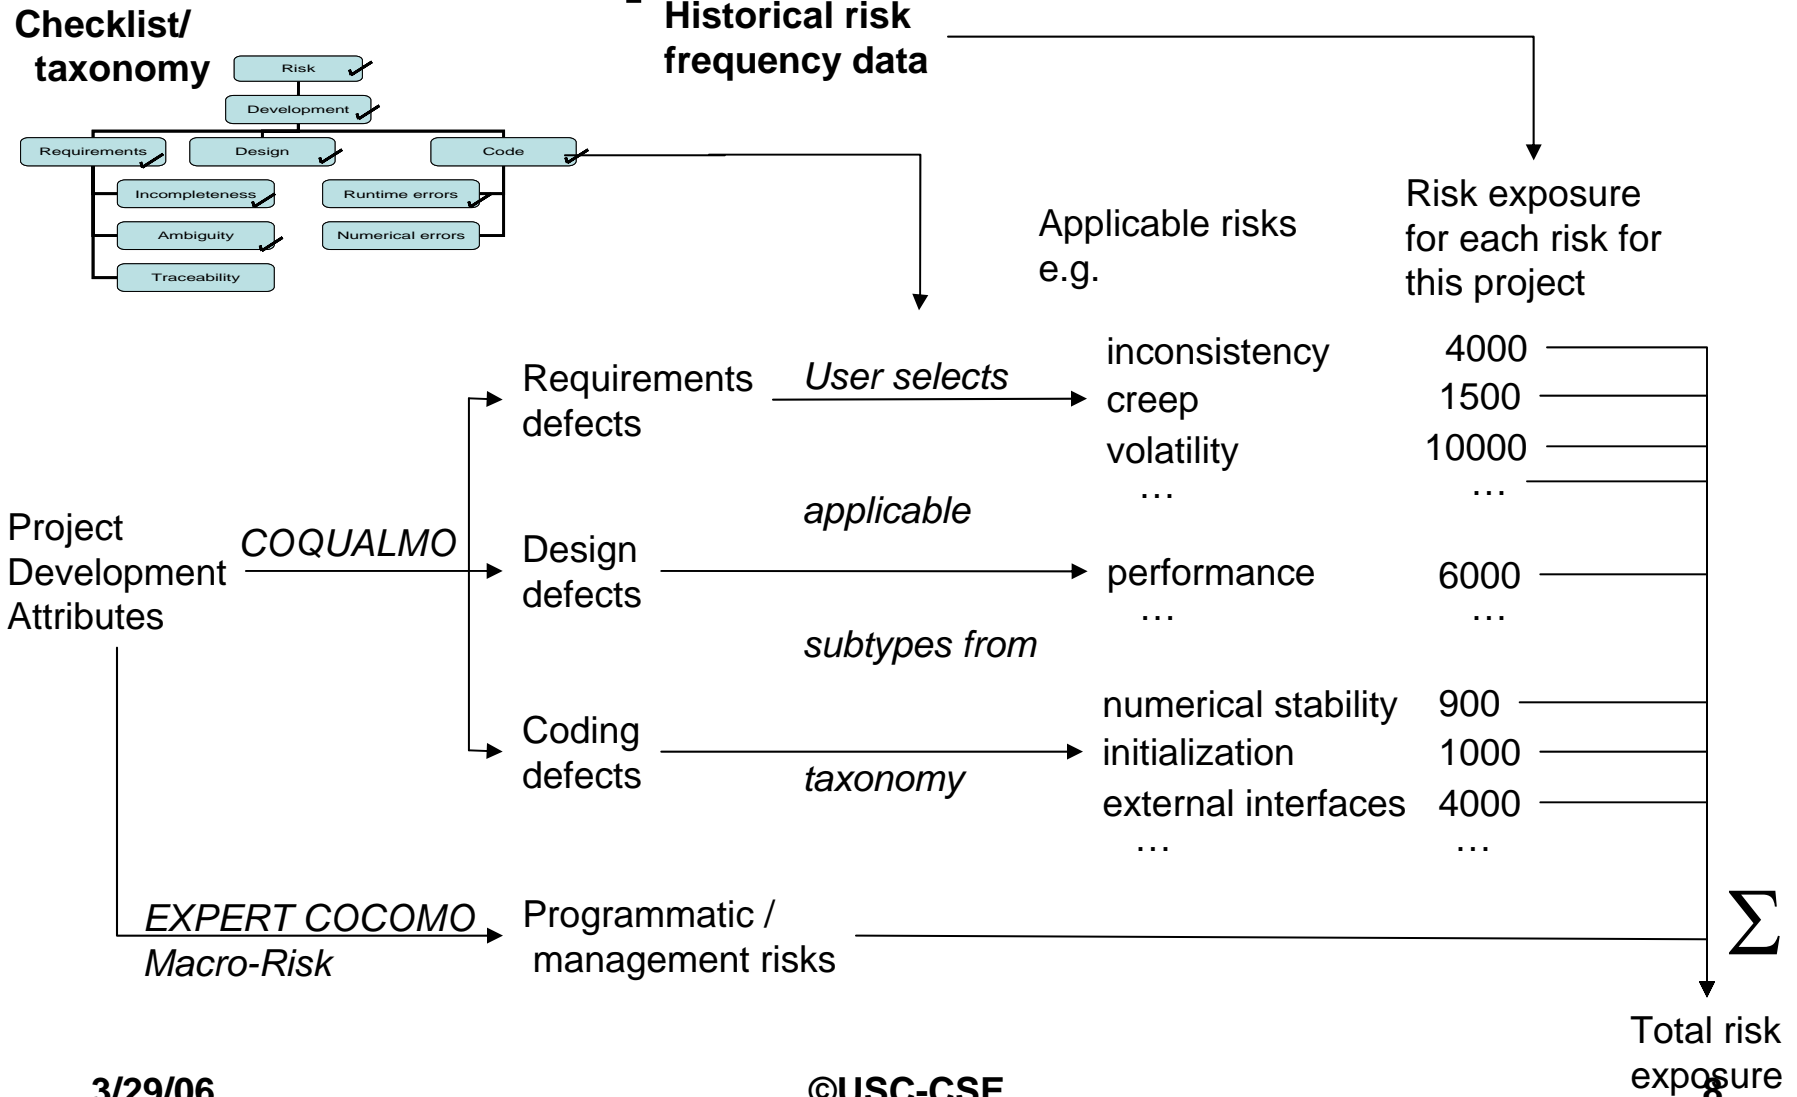 Checklist/
taxonomy
Historical risk
frequency data
Risk
Development
Requirements
Design
Code
Incompleteness
Runtime errors
Ambiguity
Numerical errors
Traceability
Applicable risks
e.g.
Risk exposure
for each risk for
this project
Project
Development
Attributes
COQUALMO
Requirements
defects
User selects
inconsistency 4000
creep 1500
volatility 10000
… …
applicable
Design
defects
performance 6000
… …
subtypes from
Coding
defects
taxonomy
numerical stability 900
initialization 1000
external interfaces 4000
… …
EXPERT COCOMO
Macro-Risk
Programmatic /
management risks
Σ
Total risk
exposure
3/29/06
©USC-CSE
8